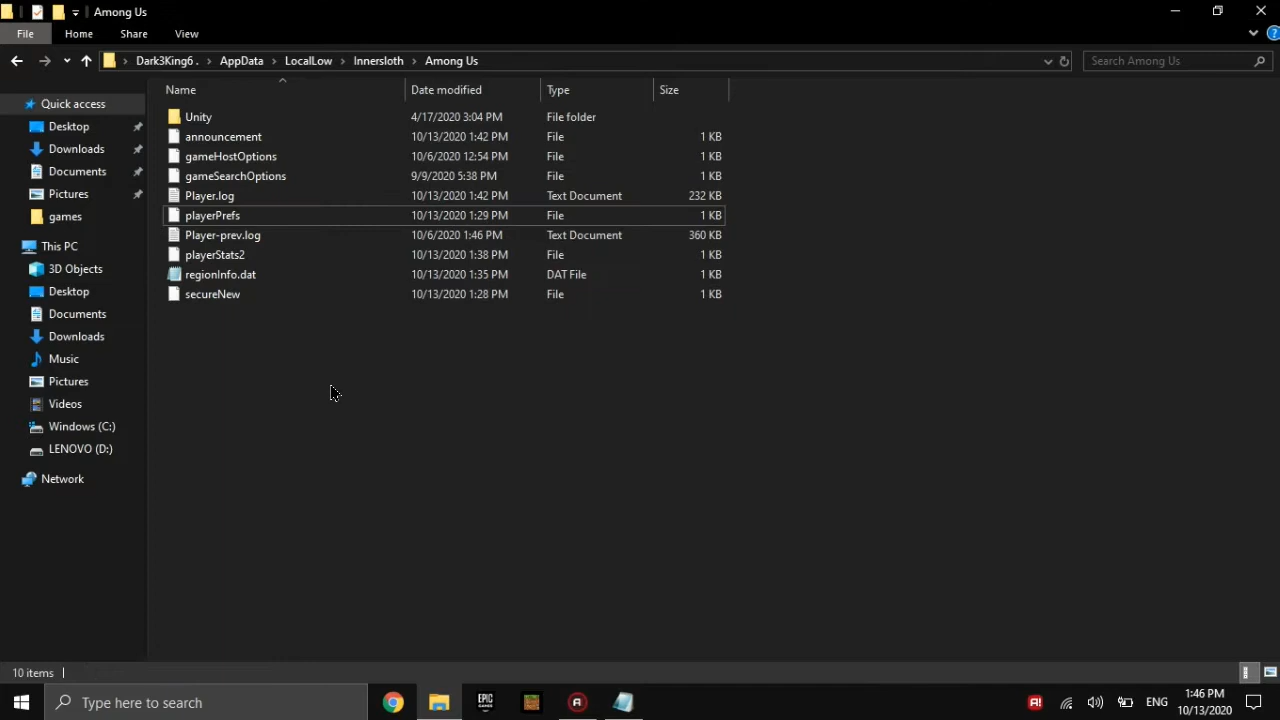 Among Us
File Home Share View
Dark3King6 . > AppData > LocalLow > Innersloth > Among Us
Search Among Us
Name Date modified Type Size
Quick access
Desktop
Downloads
Documents
Pictures
games
This PC
3D Objects
Desktop
Documents
Downloads
Music
Pictures
Videos
Windows (C:)
LENOVO (D:)
Network
Unity 4/17/2020 3:04 PM File folder
announcement 10/13/2020 1:42 PM File 1 KB
gameHostOptions 10/6/2020 12:54 PM File 1 KB
gameSearchOptions 9/9/2020 5:38 PM File 1 KB
Player.log 10/13/2020 1:42 PM Text Document 232 KB
playerPrefs 10/13/2020 1:29 PM File 1 KB
Player-prev.log 10/6/2020 1:46 PM Text Document 360 KB
playerStats2 10/13/2020 1:38 PM File 1 KB
regionInfo.dat 10/13/2020 1:35 PM DAT File 1 KB
secureNew 10/13/2020 1:28 PM File 1 KB
10 items
Type here to search
EPIC GAMES
ENG
1:46 PM
10/13/2020